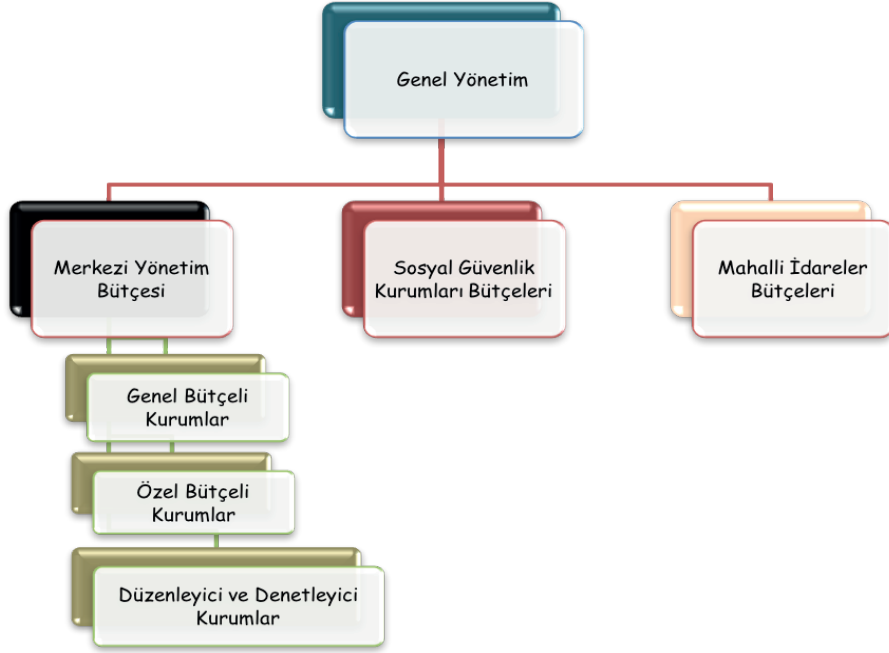 Genel Yönetim
Merkezi Yönetim
Bütçesi
Sosyal Güvenlik
Kurumları Bütçeleri
Mahalli İdareler
Bütçeleri
Genel Bütçeli
Kurumlar
Özel Bütçeli
Kurumlar
Düzenleyici ve Denetleyici
Kurumlar